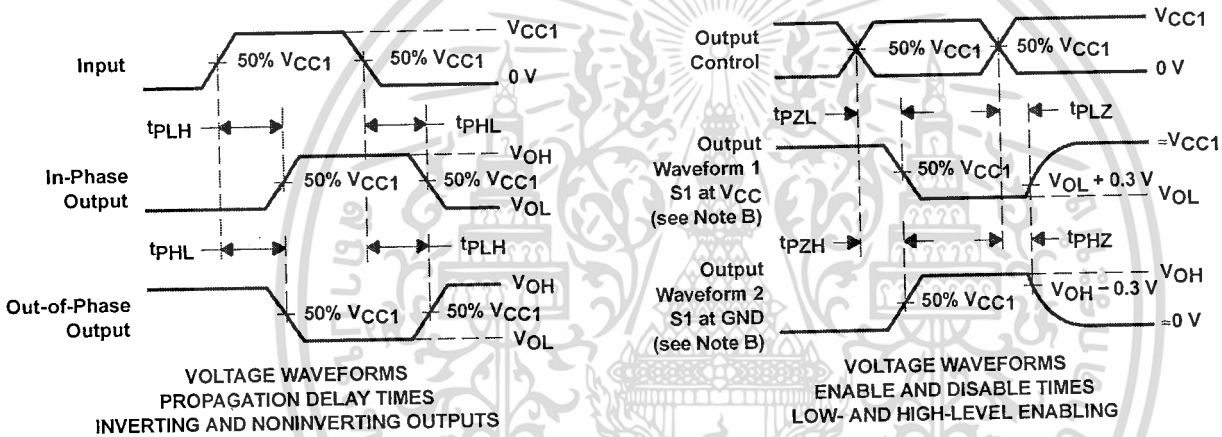 Input
50% VCC1
50% VCC1
VCC1
0 V
tPLH
tPHL
In-Phase
Output
50% VCC1
50% VCC1
VOH
VOL
tPHL
tPLH
Out-of-Phase
Output
50% VCC1
50% VCC1
VOH
VOL
VOLTAGE WAVEFORMS
PROPAGATION DELAY TIMES
INVERTING AND NONINVERTING OUTPUTS
Output
Control
50% VCC1
50% VCC1
VCC1
0 V
tPZL
tPLZ
Output
Waveform 1
S1 at VCC
(see Note B)
50% VCC1
VOL + 0.3 V
≈VCC1
VOL
tPZH
tPHZ
Output
Waveform 2
S1 at GND
(see Note B)
50% VCC1
VOH − 0.3 V
VOH
≈0 V
VOLTAGE WAVEFORMS
ENABLE AND DISABLE TIMES
LOW- AND HIGH-LEVEL ENABLING